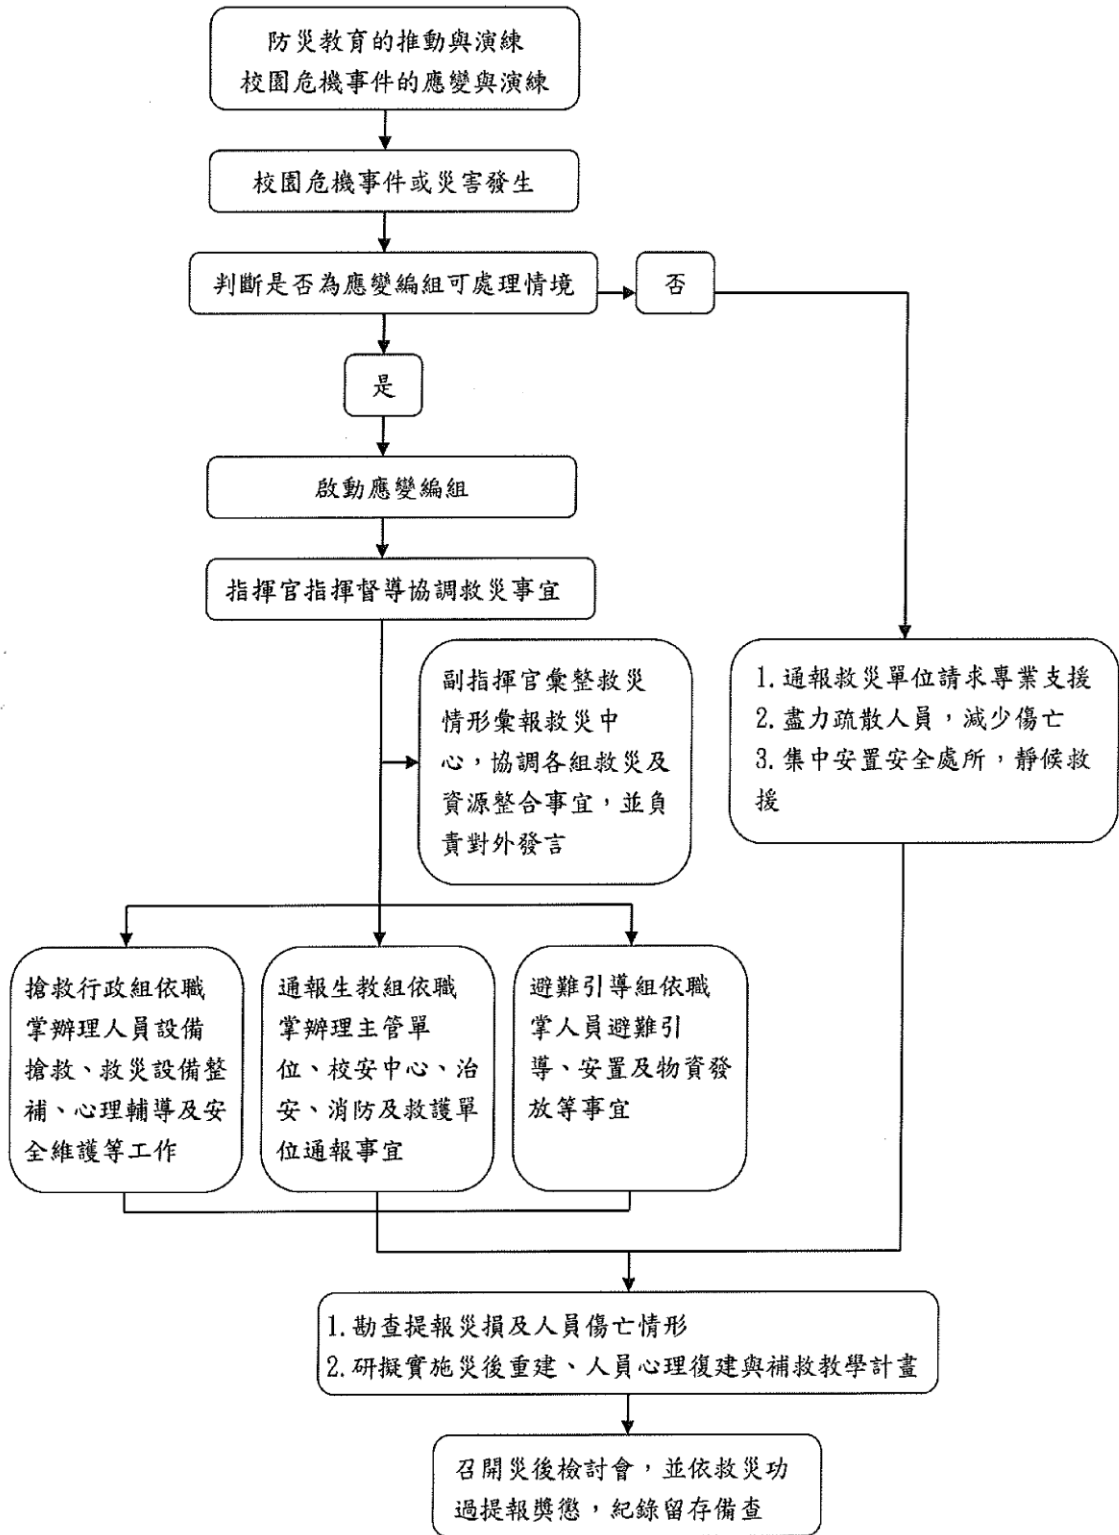 防災教育的推動與演練
校園危機事件的應變與演練
校園危機事件或災害發生
判斷是否為應變編組可處理情境
否
是
啟動應變編組
指揮官指揮督導協調救災事宜
副指揮官彙整救災
情形彙報救災中
心，協調各組救災及
資源整合事宜，並負
責對外發言
1.通報救災單位請求專業支援
2.盡力疏散人員，減少傷亡
3.集中安置安全處所，靜候救
援
搶救行政組依職
掌辦理人員設備
搶救、救災設備整
補、心理輔導及安
全維護等工作
通報生教組依職
掌辦理主管單
位、校安中心、治
安、消防及救護單
位通報事宜
避難引導組依職
掌人員避難引
導、安置及物資發
放等事宜
1.勘查提報災損及人員傷亡情形
2.研擬實施災後重建、人員心理復建與補救教學計畫
召開災後檢討會，並依救災功
過提報獎懲，紀錄留存備查